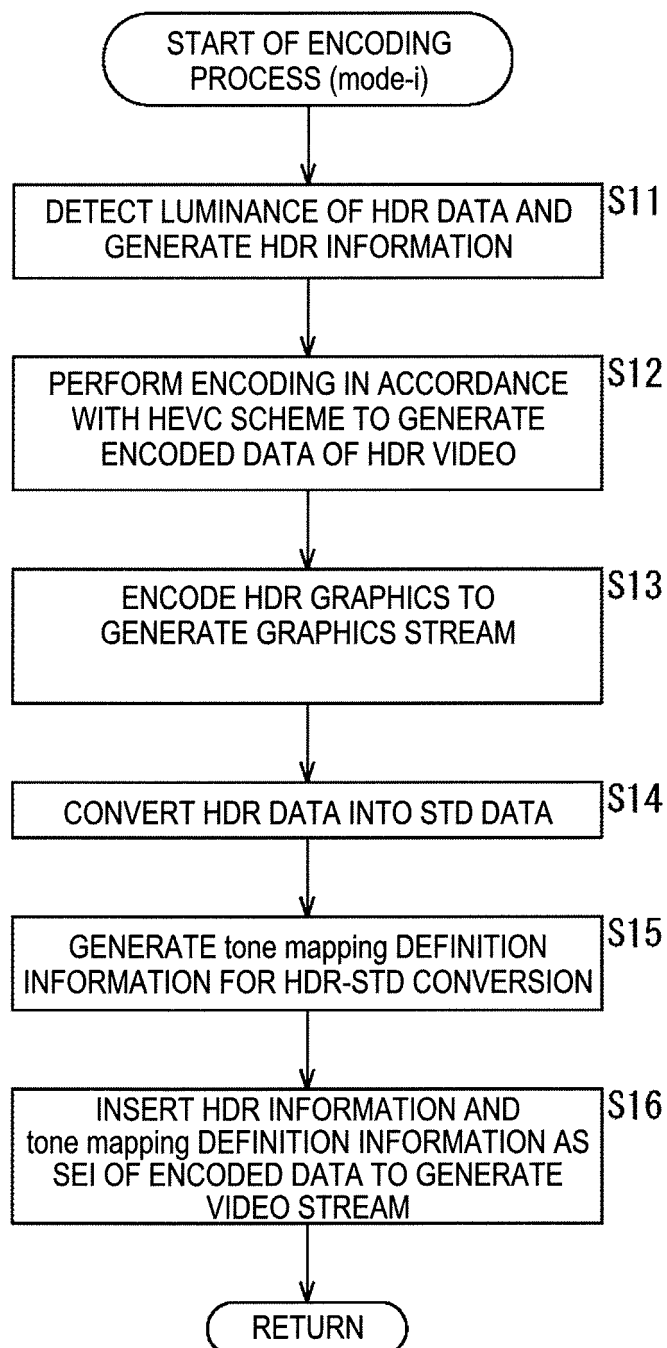 START OF ENCODING
PROCESS (mode-i)
S11
DETECT LUMINANCE OF HDR DATA AND
GENERATE HDR INFORMATION
S12
PERFORM ENCODING IN ACCORDANCE
WITH HEVC SCHEME TO GENERATE
ENCODED DATA OF HDR VIDEO
S13
ENCODE HDR GRAPHICS TO
GENERATE GRAPHICS STREAM
S14
CONVERT HDR DATA INTO STD DATA
S15
GENERATE tone mapping DEFINITION
INFORMATION FOR HDR-STD CONVERSION
S16
INSERT HDR INFORMATION AND
tone mapping DEFINITION INFORMATION AS
SEI OF ENCODED DATA TO GENERATE
VIDEO STREAM
RETURN